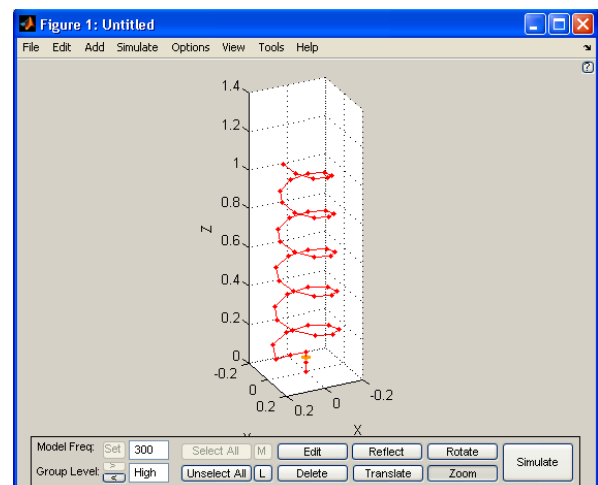 Figure 1: Untitled
File Edit Add Simulate Options View Tools Help
1.4
1.2
1
0.8
0.6
0.4
0.2
0
Z
-0.2
0
0.2
0.2
0
-0.2
X
Model Freq: Set 300 Select All M Edit Reflect Rotate Simulate
Group Level: > < High Unselect All L Delete Translate Zoom